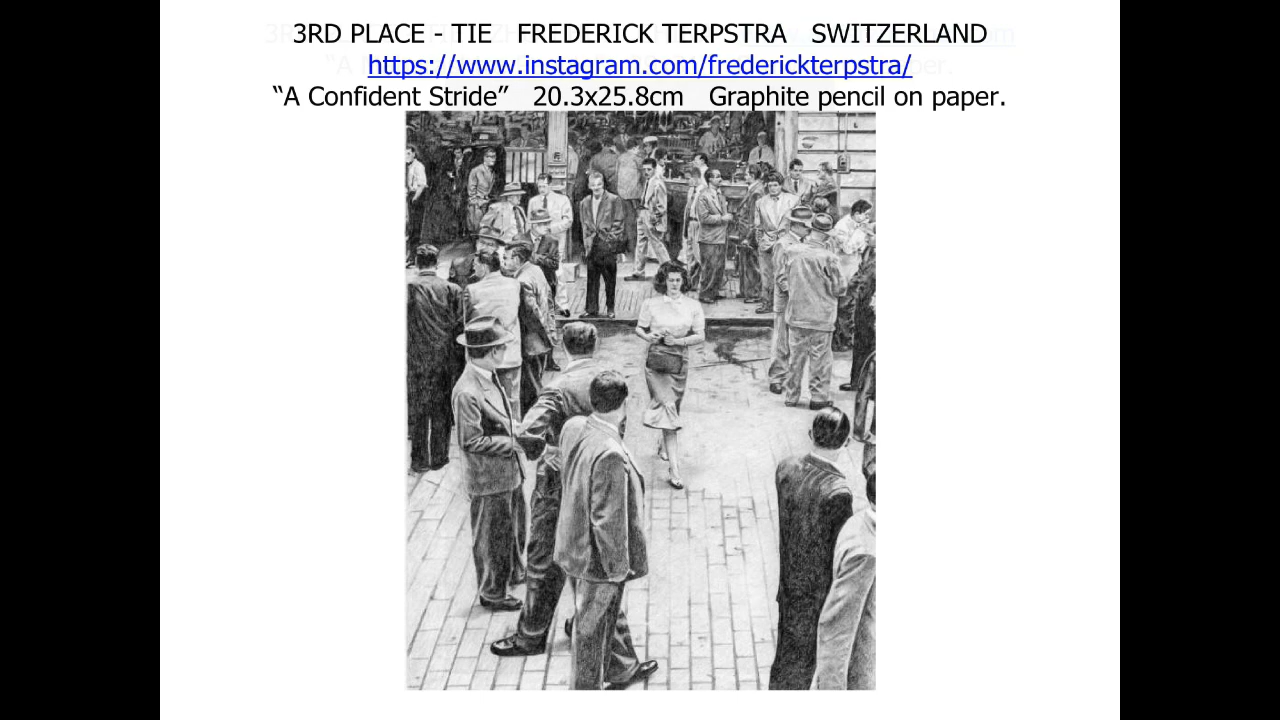 3RD PLACE - TIE   FREDERICK TERPSTRA   SWITZERLAND
https://www.instagram.com/frederickterpstra/
“A Confident Stride”   20.3x25.8cm   Graphite pencil on paper.